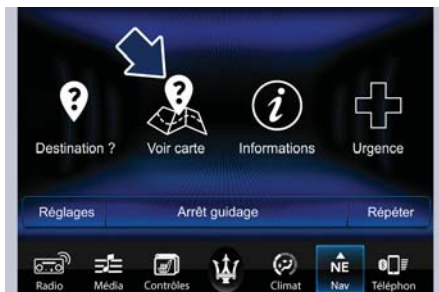 Destination ? Voir carte Informations Urgence
Réglages Arrêt guidage Répéter
NE
Radio Média Contrôles Climat Nav Téléphon